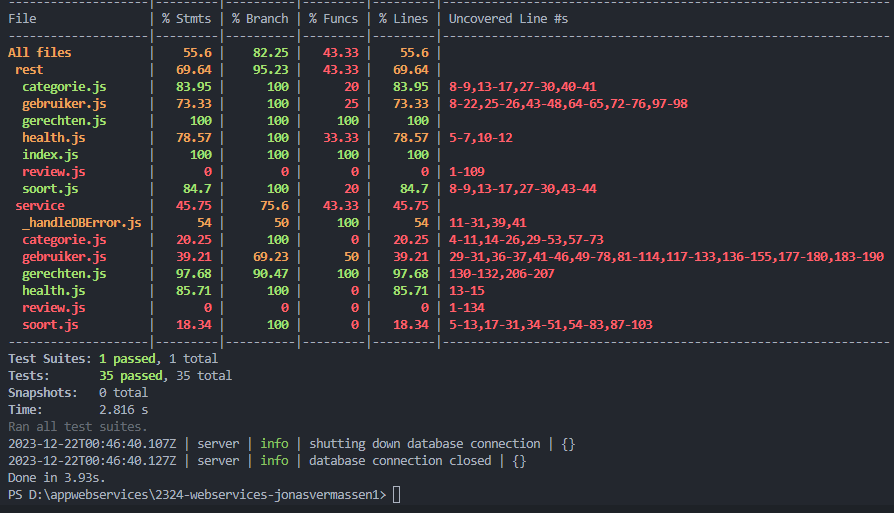 File | % Stmts | % Branch | % Funcs | % Lines | Uncovered Line #s
All files | 55.6 | 82.25 | 43.33 | 55.6 |
rest | 69.64 | 95.23 | 43.33 | 69.64 |
categorie.js | 83.95 | 100 | 20 | 83.95 | 8-9,13-17,27-30,40-41
gebruiker.js | 73.33 | 100 | 25 | 73.33 | 8-22,25-26,43-48,64-65,72-76,97-98
gerechten.js | 100 | 100 | 100 | 100 |
health.js | 78.57 | 100 | 33.33 | 78.57 | 5-7,10-12
index.js | 100 | 100 | 100 | 100 |
review.js | 0 | 0 | 0 | 0 | 1-109
soort.js | 84.7 | 100 | 20 | 84.7 | 8-9,13-17,27-30,43-44
service | 45.75 | 75.6 | 43.33 | 45.75 |
_handleDBError.js | 54 | 50 | 100 | 54 | 11-31,39,41
categorie.js | 20.25 | 100 | 0 | 20.25 | 4-11,14-26,29-53,57-73
gebruiker.js | 39.21 | 69.23 | 50 | 39.21 | 29-31,36-37,41-46,49-78,81-114,117-133,136-155,177-180,183-190
gerechten.js | 97.68 | 90.47 | 100 | 97.68 | 130-132,206-207
health.js | 85.71 | 100 | 0 | 85.71 | 13-15
review.js | 0 | 0 | 0 | 0 | 1-134
soort.js | 18.34 | 100 | 0 | 18.34 | 5-13,17-31,34-51,54-83,87-103
Test Suites: 1 passed, 1 total
Tests: 35 passed, 35 total
Snapshots: 0 total
Time: 2.816 s
Ran all test suites.
2023-12-22T00:46:40.107Z | server | info | shutting down database connection | {}
2023-12-22T00:46:40.127Z | server | info | database connection closed | {}
Done in 3.93s.
PS D:\appwebservices\2324-webservices-jonasvermassen1>